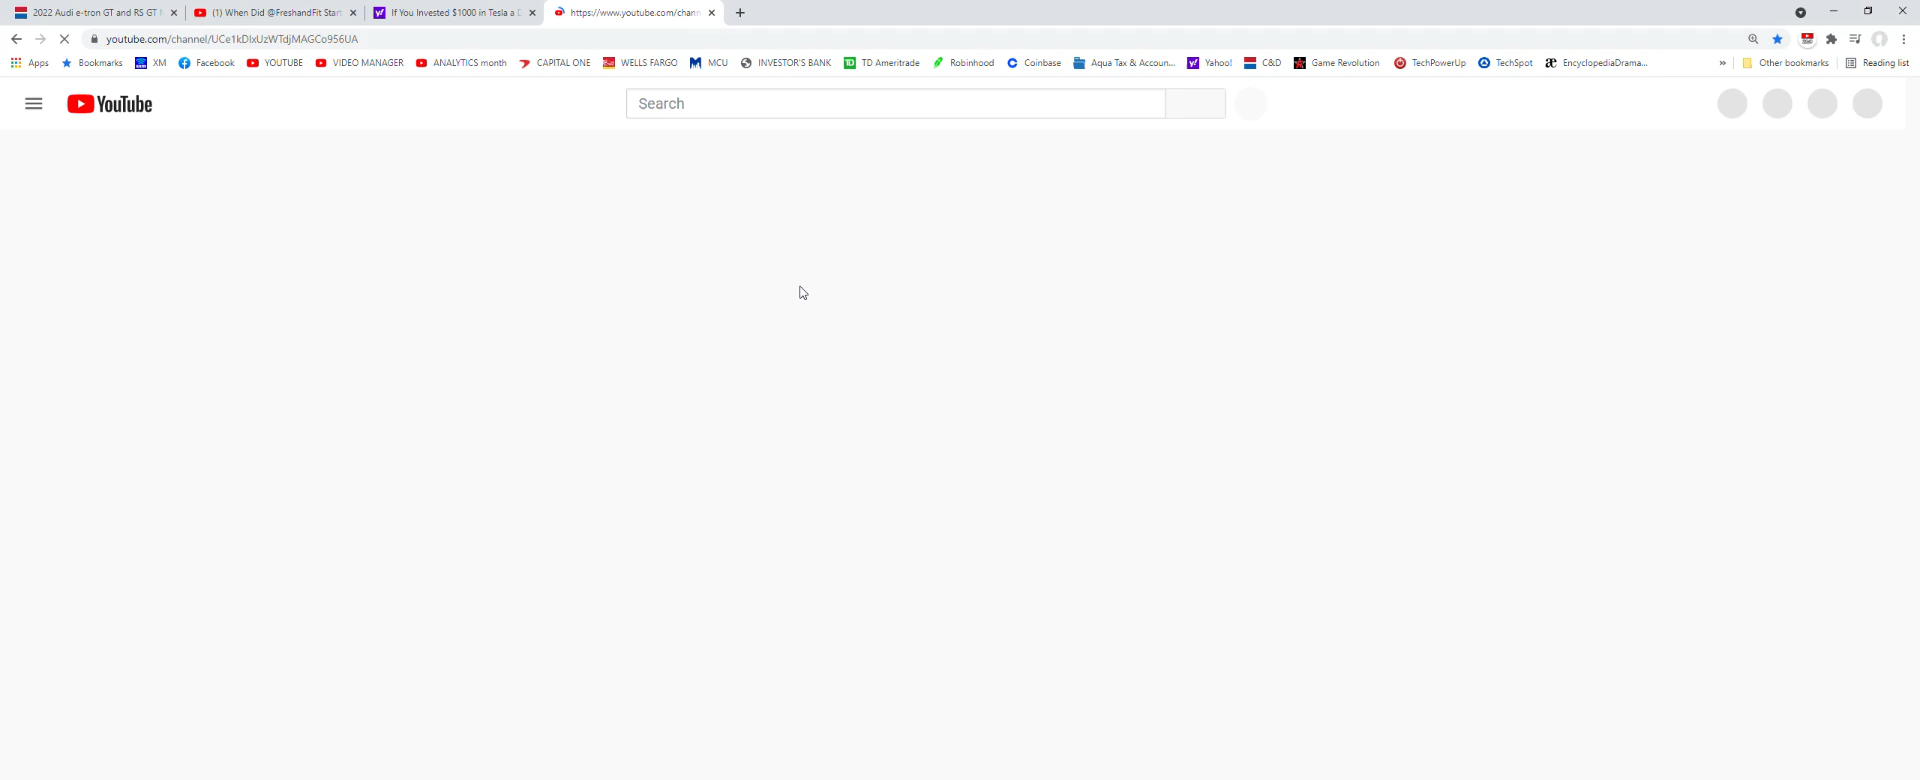 2022 Audi e-tron GT and RS GT
(1) When Did @FreshandFit Start
If You Invested $1000 in Tesla a D
https://www.youtube.com/chann
youtube.com/channel/UCe1kDlxUzWTdjMAGCo956UA
Apps Bookmarks XM Facebook YOUTUBE VIDEO MANAGER ANALYTICS month CAPITAL ONE WELLS FARGO MCU INVESTOR'S BANK TD Ameritrade Robinhood Coinbase Aqua Tax & Accoun... Yahoo! C&D Game Revolution TechPowerUp TechSpot EncyclopediaDrama... » Other bookmarks Reading list
YouTube
Search